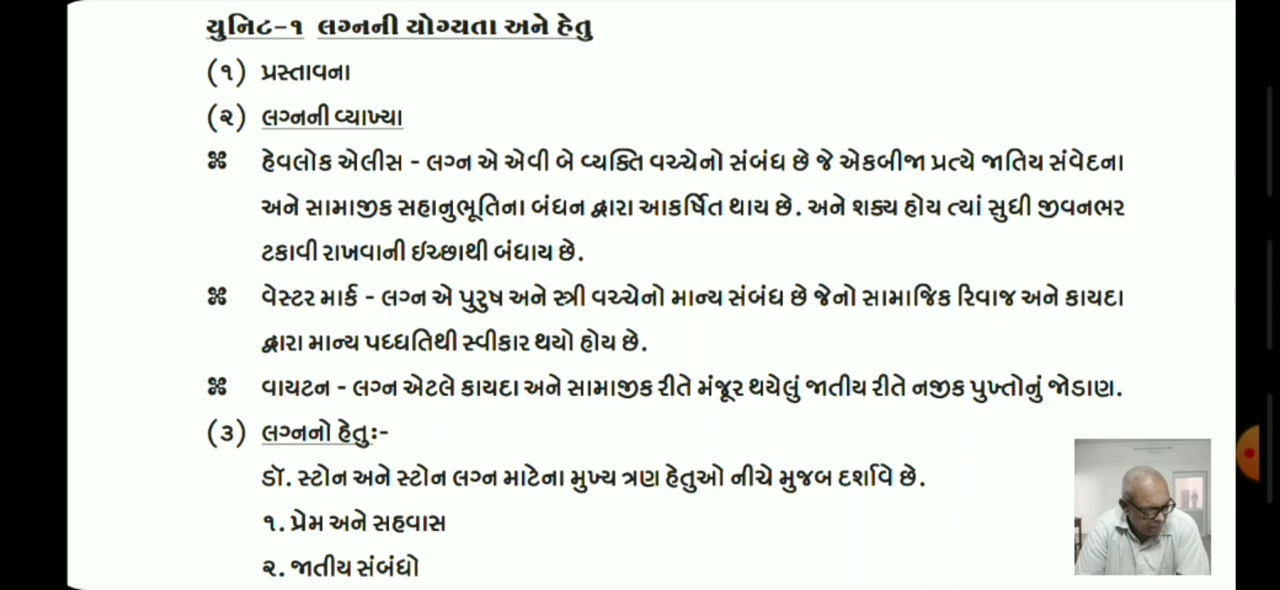 યુનિટ-૧ લગ્નની યોગ્યતા અને હેતુ
(૧) પ્રસ્તાવના
(૨) લગ્નની વ્યાખ્યા
હેવલોક એલીસ - લગ્ન એ એવી બે વ્યક્તિ વચ્ચેનો સંબંધ છે જે એકબીજા પ્રત્યે જાતિય સંવેદના
અને સામાજીક સહાનુભૂતિના બંધન દ્વારા આકર્ષિત થાય છે. અને શક્ય હોય ત્યાં સુધી જીવનભર
ટકાવી રાખવાની ઈચ્છાથી બંધાય છે.
વેસ્ટર માર્ક - લગ્ન એ પુરુષ અને સ્ત્રી વચ્ચેનો માન્ય સંબંધ છે જેનો સામાજિક રિવાજ અને કાયદા
દ્વારા માન્ય પધ્ધતિથી સ્વીકાર થયો હોય છે.
વાયટન - લગ્ન એટલે કાયદા અને સામાજીક રીતે મંજૂર થયેલું જાતીય રીતે નજીક પુખ્તોનું જોડાણ.
(૩) લગ્નનો હેતુઃ-
ડૉ. સ્ટોન અને સ્ટોન લગ્ન માટેના મુખ્ય ત્રણ હેતુઓ નીચે મુજબ દર્શાવે છે.
૧. પ્રેમ અને સહવાસ
૨. જાતીય સંબંધો